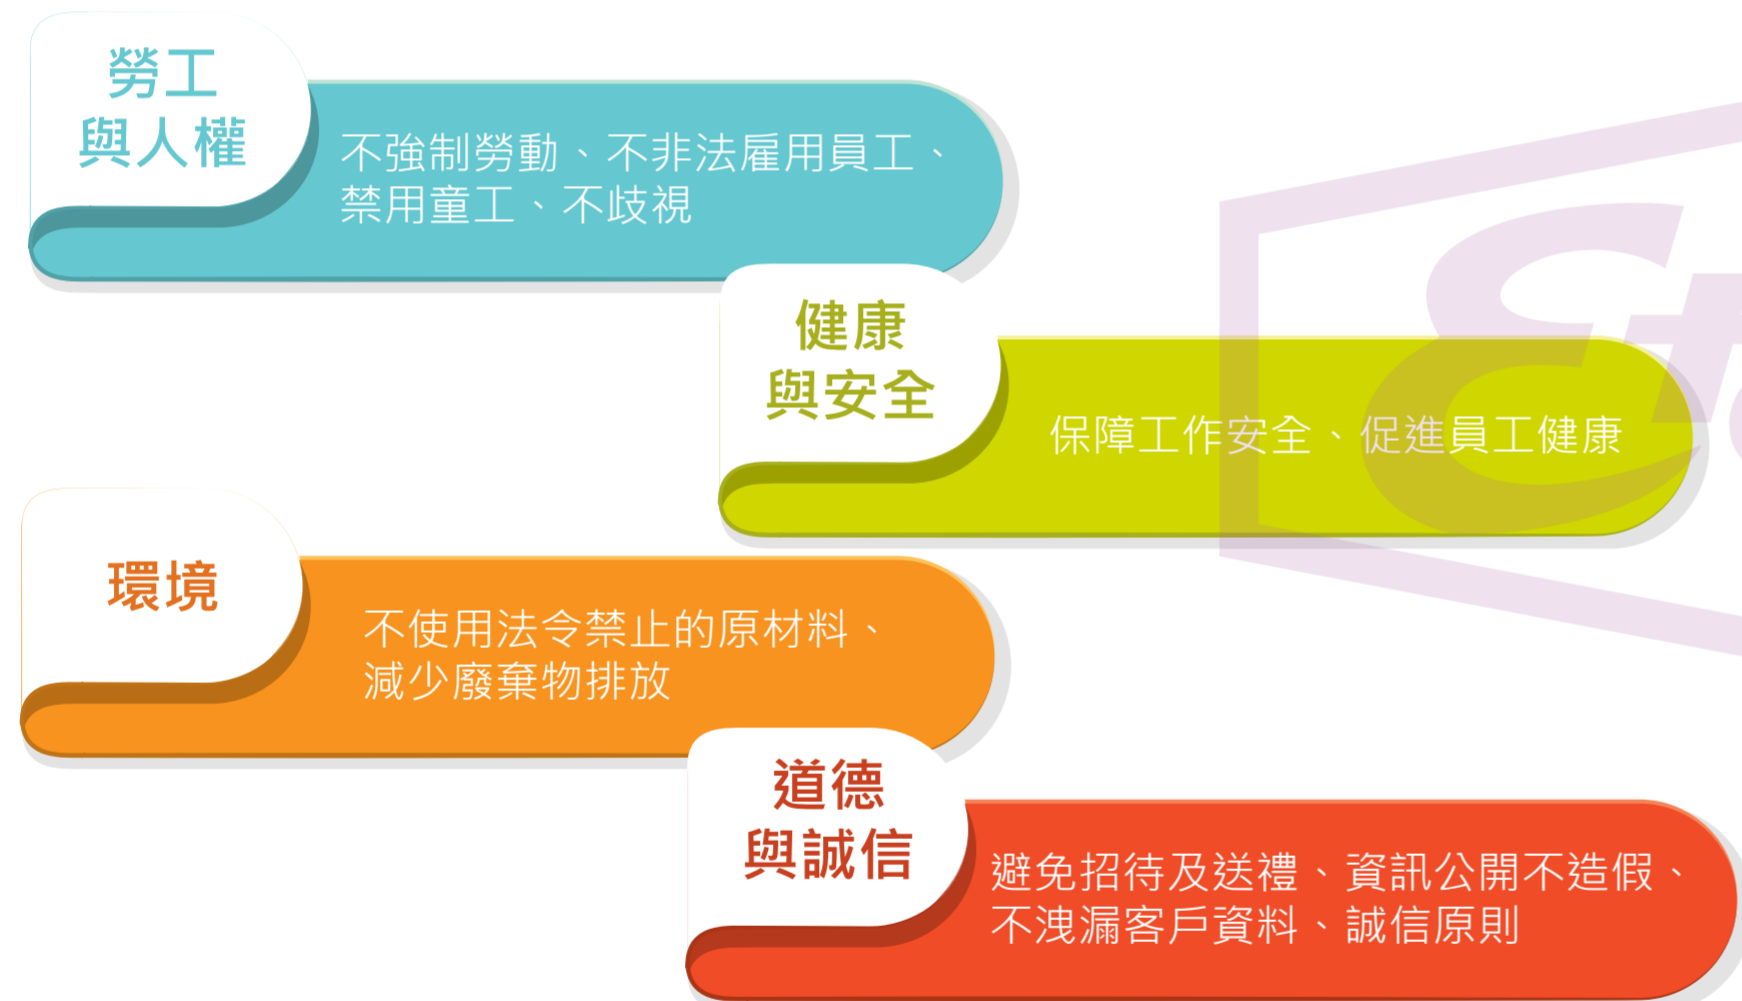 勞工
與人權
不強制勞動、不非法雇用員工、
禁用童工、不歧視
健康
與安全
保障工作安全、促進員工健康
環境
不使用法令禁止的原材料、
減少廢棄物排放
道德
與誠信
避免招待及送禮、資訊公開不造假、
不洩漏客戶資料、誠信原則